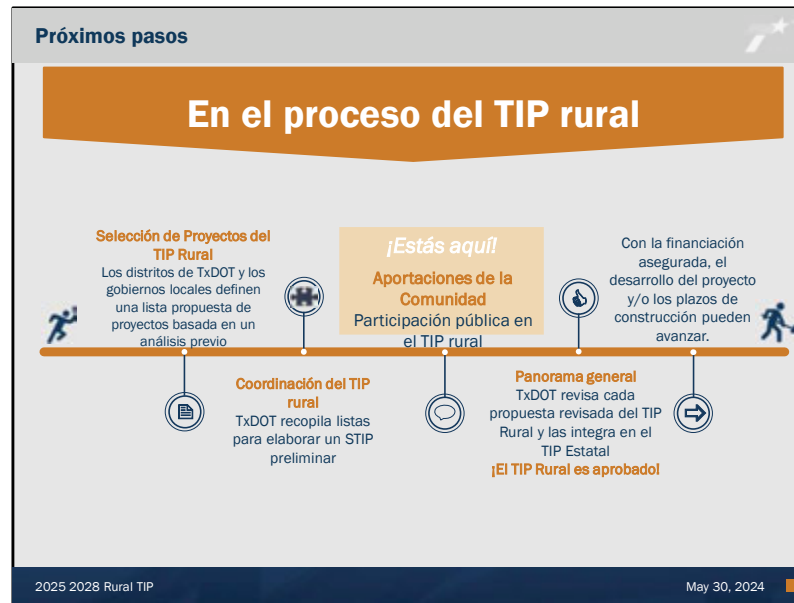 Próximos pasos
En el proceso del TIP rural
Selección de Proyectos del
TIP Rural
Los distritos de TxDOT y los
gobiernos locales definen
una lista propuesta de
proyectos basada en un
análisis previo
Coordinación del TIP
rural
TxDOT recopila listas
para elaborar un STIP
preliminar
¡Estás aquí!
Aportaciones de la
Comunidad
Participación pública en
el TIP rural
Panorama general
TxDOT revisa cada
propuesta revisada del TIP
Rural y las integra en el
TIP Estatal
¡El TIP Rural es aprobado!
Con la financiación
asegurada, el
desarrollo del proyecto
y/o los plazos de
construcción pueden
avanzar.
2025 2028 Rural TIP
May 30, 2024